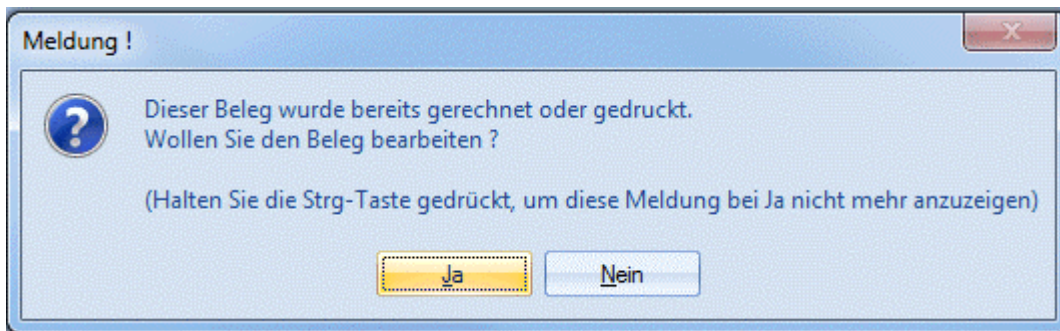 Meldung !
Dieser Beleg wurde bereits gerechnet oder gedruckt.
Wollen Sie den Beleg bearbeiten ?
(Halten Sie die Strg-Taste gedrückt, um diese Meldung bei Ja nicht mehr anzuzeigen)
Ja Nein